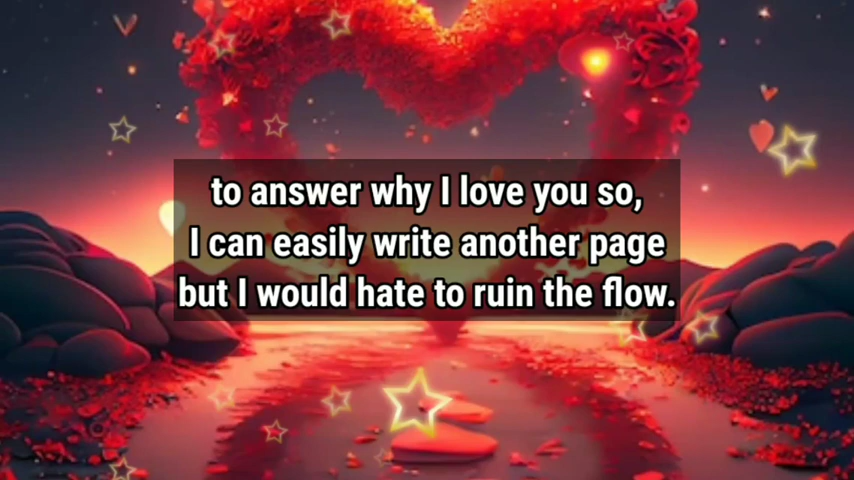 to answer why I love you so,
I can easily write another page
but I would hate to ruin the flow.